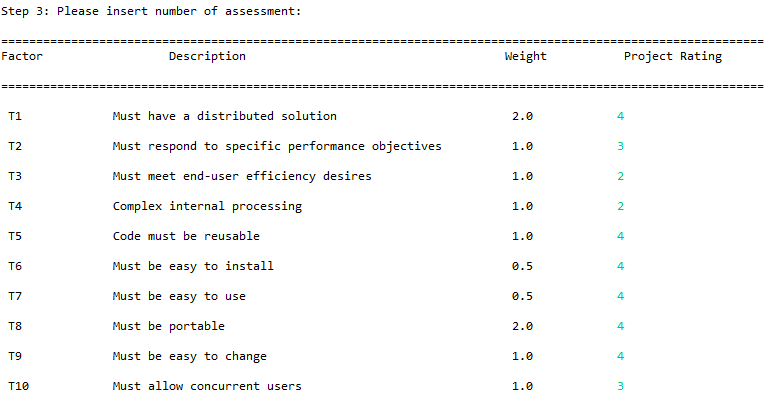 Step 3: Please insert number of assessment:
=============================================================================================================
Factor Description Weight Project Rating
=============================================================================================================
T1 Must have a distributed solution 2.0 4
T2 Must respond to specific performance objectives 1.0 3
T3 Must meet end-user efficiency desires 1.0 2
T4 Complex internal processing 1.0 2
T5 Code must be reusable 1.0 4
T6 Must be easy to install 0.5 4
T7 Must be easy to use 0.5 4
T8 Must be portable 2.0 4
T9 Must be easy to change 1.0 4
T10 Must allow concurrent users 1.0 3